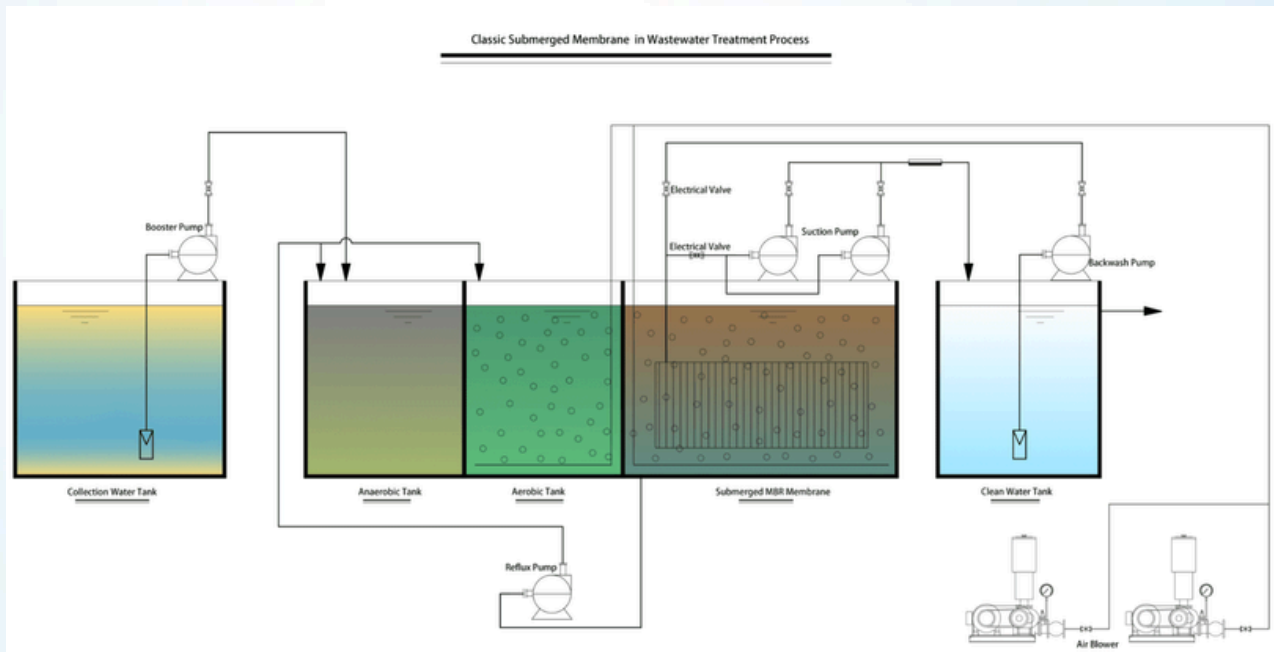 Classic Submerged Membrane in Wastewater Treatment Process
Booster Pump
Electrical Valve
Electrical Valve
Suction Pump
Backwash Pump
Collection Water Tank
Anaerobic Tank
Aerobic Tank
Submerged MBR Membrane
Clean Water Tank
Reflux Pump
Air Blower